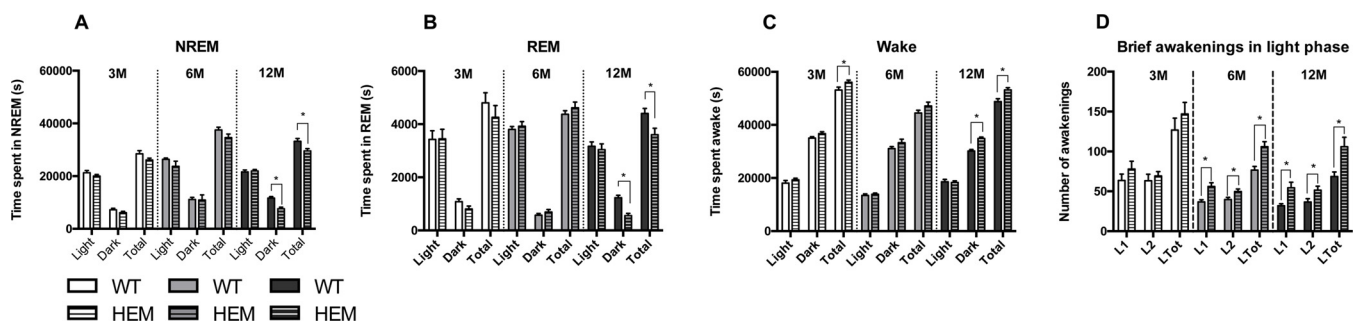 A
NREM
3M 6M 12M
Time spent in NREM (s)
60000
40000
20000
0
*
*
Light Dark Total Light Dark Total Light Dark Total
WT WT WT
HEM HEM HEM
B
REM
3M 6M 12M
Time spent in REM (s)
6000
4000
2000
0
*
*
Light Dark Total Light Dark Total Light Dark Total
C
Wake
3M 6M 12M
Time spent awake (s)
60000
40000
20000
0
*
*
*
Light Dark Total Light Dark Total Light Dark Total
D
Brief awakenings in light phase
3M 6M 12M
Number of awakenings
200
150
100
50
0
*
*
*
*
*
*
L1 L2 LTot L1 L2 LTot L1 L2 LTot